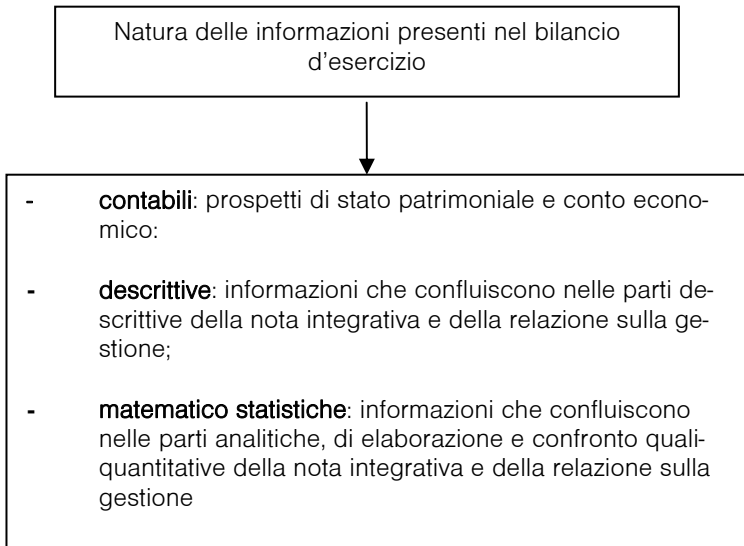 Natura delle informazioni presenti nel bilancio
d'esercizio
- contabili: prospetti di stato patrimoniale e conto econo-
mico:
- descrittive: informazioni che confluiscono nelle parti de-
scrittive della nota integrativa e della relazione sulla ge-
stione;
- matematico statistiche: informazioni che confluiscono
nelle parti analitiche, di elaborazione e confronto quali-
quantitative della nota integrativa e della relazione sulla
gestione